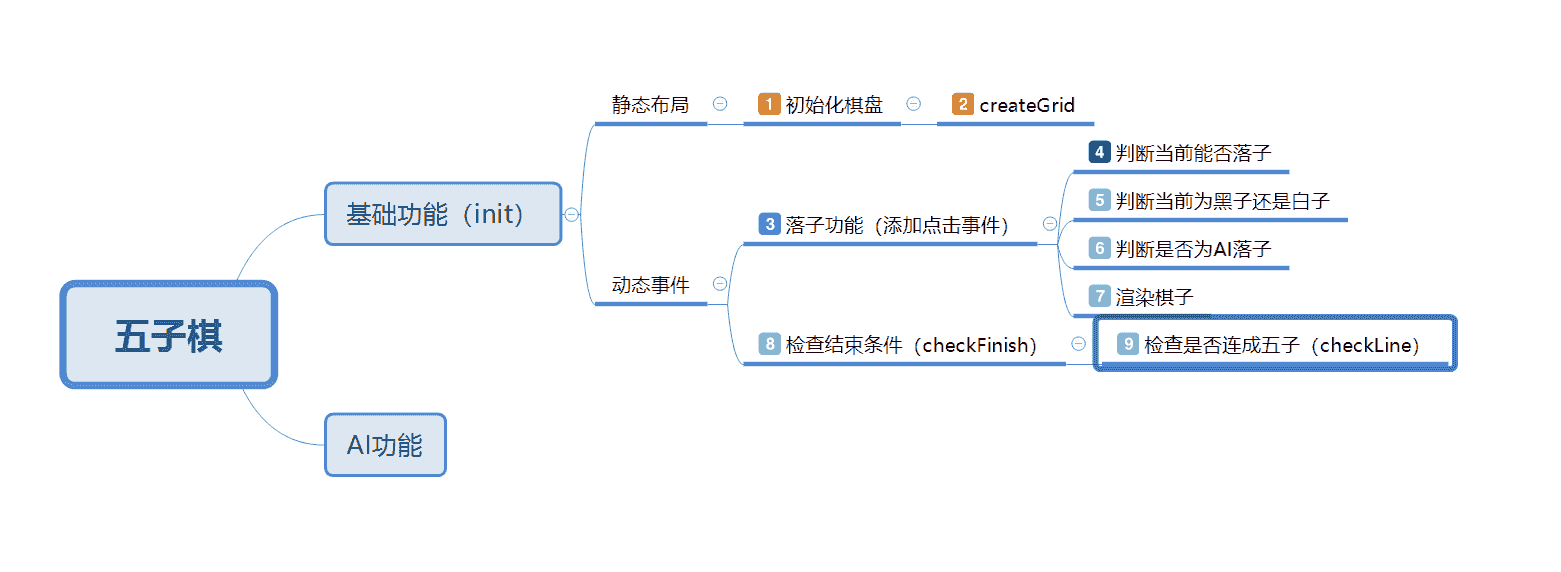 五子棋
基础功能（init）
静态布局
1 初始化棋盘
2 createGrid
动态事件
3 落子功能（添加点击事件）
4 判断当前能否落子
5 判断当前为黑子还是白子
6 判断是否为AI落子
7 渲染棋子
8 检查结束条件（checkFinish）
9 检查是否连成五子（checkLine）
AI功能